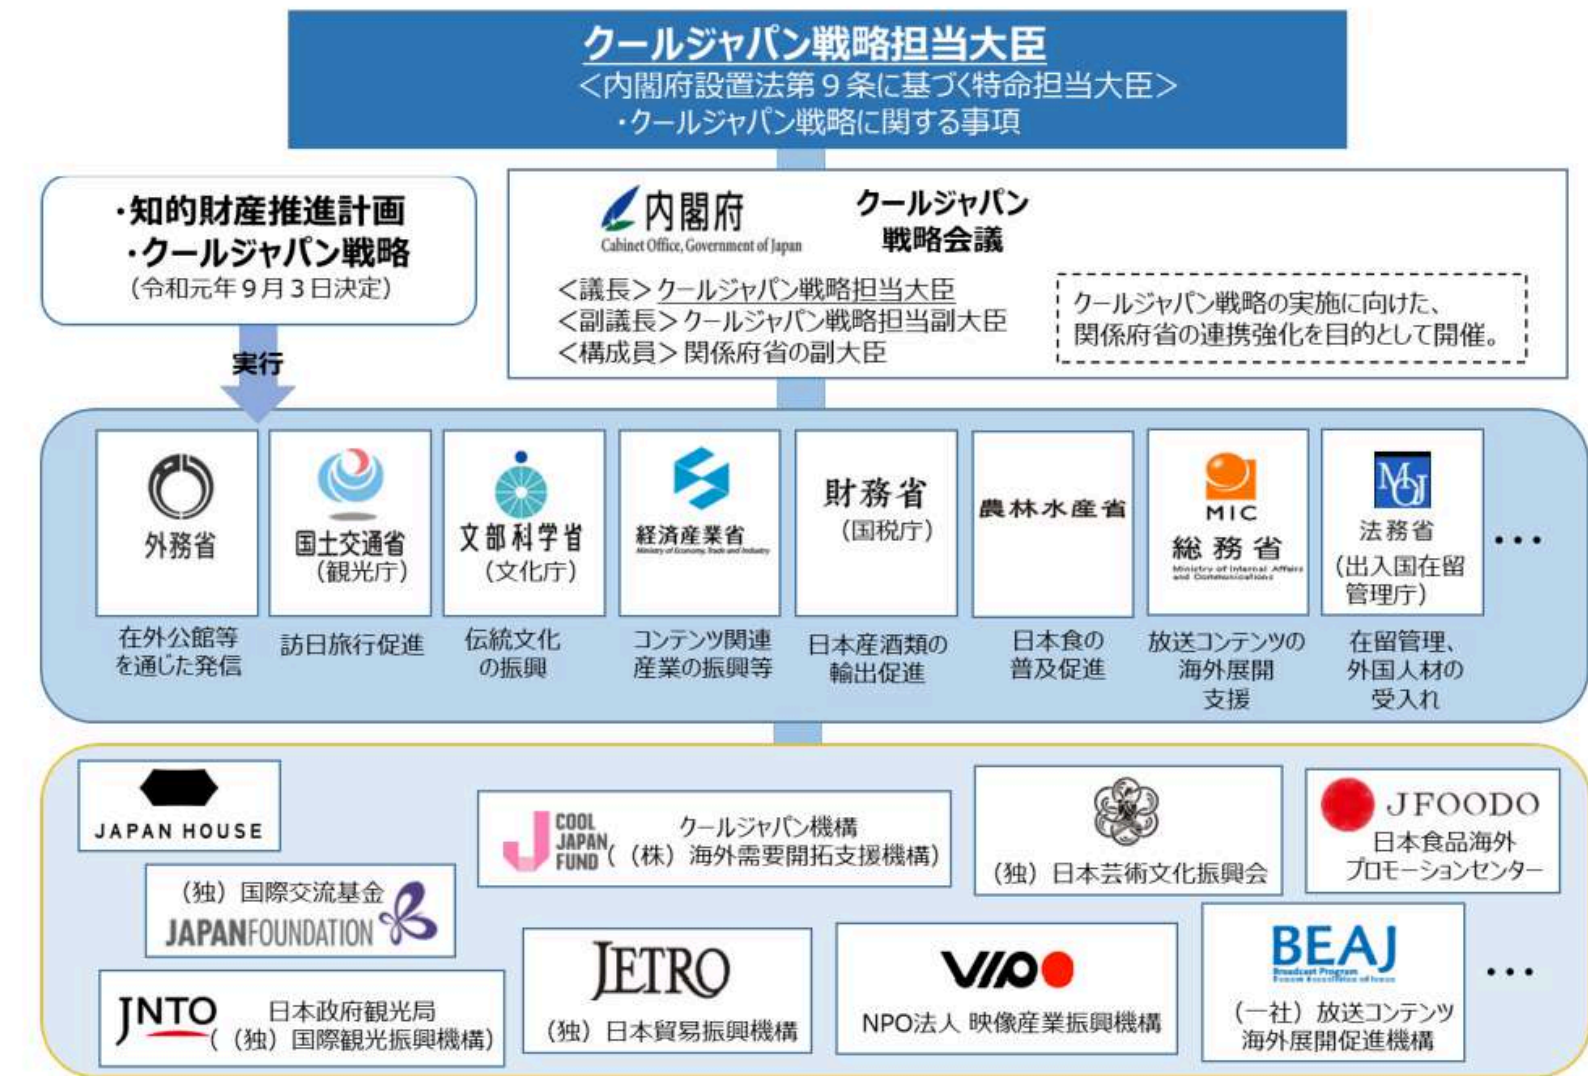 クールジャパン戦略担当大臣
＜内閣府設置法第９条に基づく特命担当大臣＞
・クールジャパン戦略に関する事項
・知的財産推進計画
・クールジャパン戦略
（令和元年９月３日決定）
実行
内閣府
Cabinet Office, Government of Japan
クールジャパン
戦略会議
＜議長＞クールジャパン戦略担当大臣
＜副議長＞クールジャパン戦略担当副大臣
＜構成員＞関係府省の副大臣
クールジャパン戦略の実施に向けた、
関係府省の連携強化を目的として開催。
外務省
在外公館等
を通じた発信
国土交通省
（観光庁）
訪日旅行促進
文部科学省
（文化庁）
伝統文化
の振興
経済産業省
Ministry of Economy, Trade and Industry
コンテンツ関連
産業の振興等
財務省
（国税庁）
日本産酒類の
輸出促進
農林水産省
日本食の
普及促進
MIC
総務省
Ministry of Internal Affairs
and Communications
放送コンテンツの
海外展開
支援
MOJ
法務省
（出入国在留
管理庁）
在留管理、
外国人材の
受入れ
・・・
JAPAN HOUSE
（独）国際交流基金
JAPANFOUNDATION
JNTO
日本政府観光局
（（独）国際観光振興機構）
COOL
JAPAN
FUND
クールジャパン機構
（（株）海外需要開拓支援機構）
JETRO
（独）日本貿易振興機構
（独）日本芸術文化振興会
VIPO
NPO法人 映像産業振興機構
JFOODO
日本食品海外
プロモーションセンター
BEAJ
Broadcast Program
（一社）放送コンテンツ
海外展開促進機構
・・・